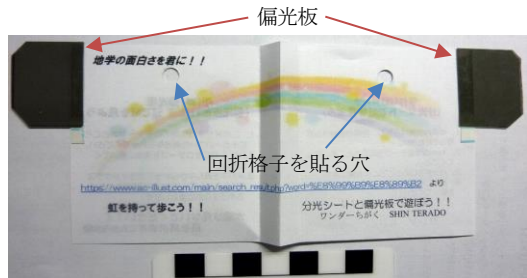 偏光板
地学の面白さを君に！！
回折格子を貼る穴
https://www.ac-illust.com/main/search_result.php?word=%E8%99%B9%E8%89%B2 より
虹を持って歩こう！！
分光シートと偏光板で遊ぼう！！
ワンダーちがく SHIN TERADO